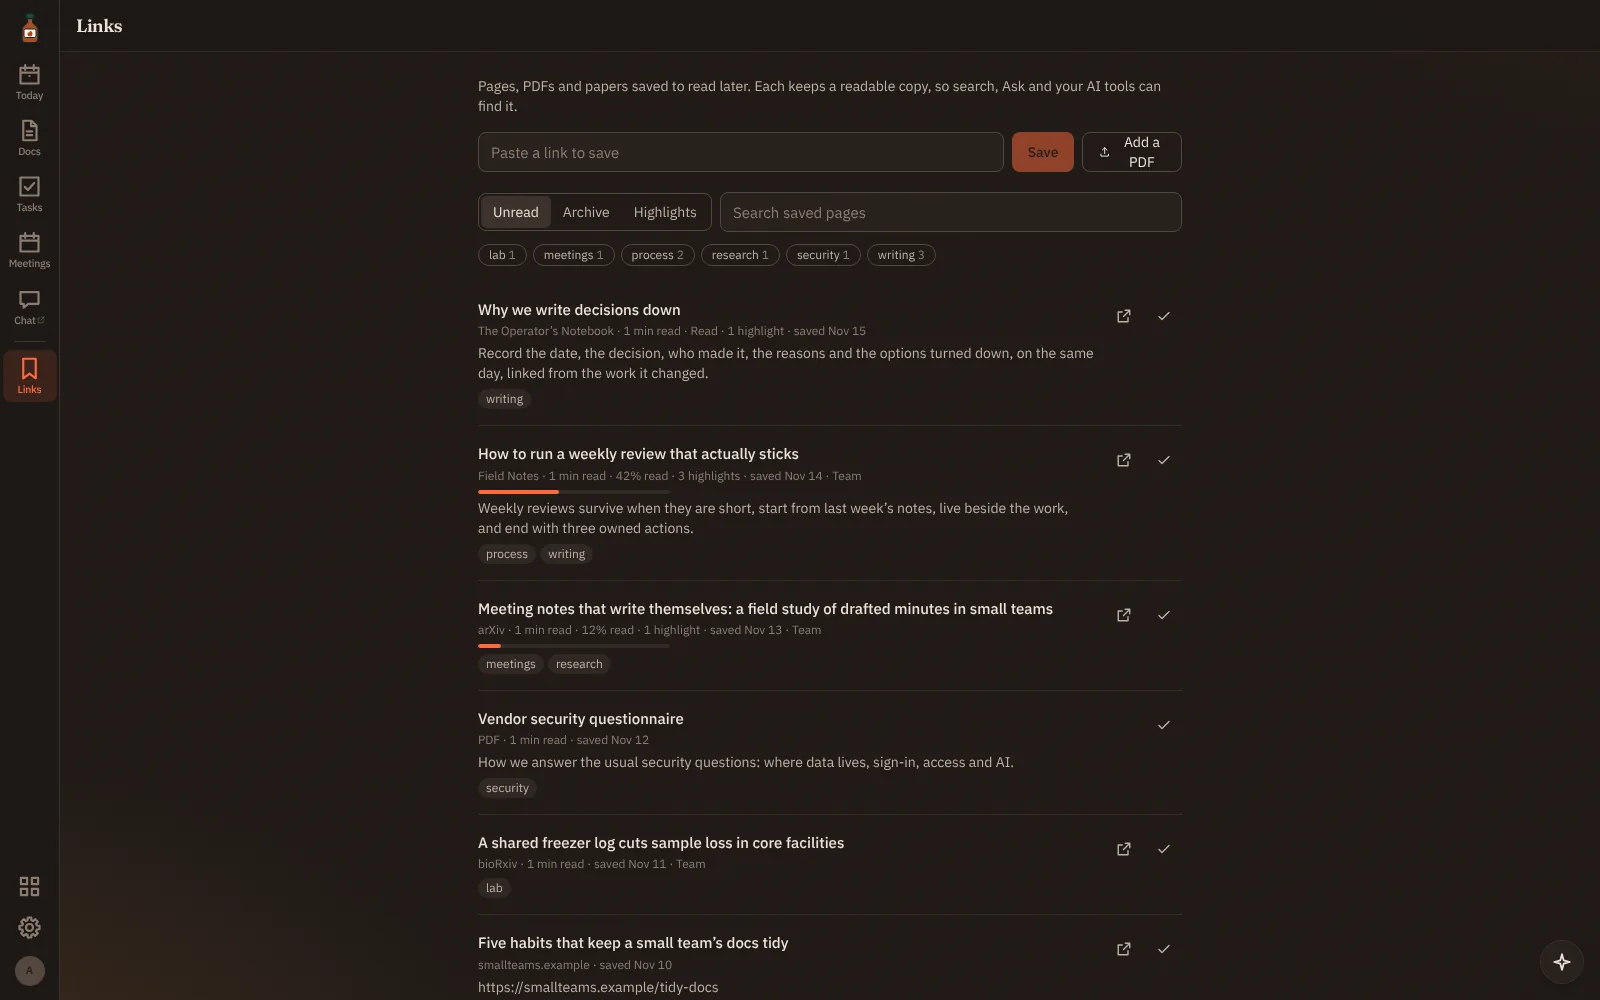 Links
Today
Docs
Tasks
Meetings
Chat
Links
A
Pages, PDFs and papers saved to read later. Each keeps a readable copy, so search, Ask and your AI tools can
find it.
Paste a link to save
Save
Add a
PDF
Unread
Archive
Highlights
Search saved pages
lab 1
meetings 1
process 2
research 1
security 1
writing 3
Why we write decisions down
The Operator’s Notebook · 1 min read · Read · 1 highlight · saved Nov 15
Record the date, the decision, who made it, the reasons and the options turned down, on the same
day, linked from the work it changed.
writing
How to run a weekly review that actually sticks
Field Notes · 1 min read · 42% read · 3 highlights · saved Nov 14 · Team
Weekly reviews survive when they are short, start from last week’s notes, live beside the work,
and end with three owned actions.
process
writing
Meeting notes that write themselves: a field study of drafted minutes in small teams
arXiv · 1 min read · 12% read · 1 highlight · saved Nov 13 · Team
meetings
research
Vendor security questionnaire
PDF · 1 min read · saved Nov 12
How we answer the usual security questions: where data lives, sign-in, access and AI.
security
A shared freezer log cuts sample loss in core facilities
bioRxiv · 1 min read · saved Nov 11 · Team
lab
Five habits that keep a small team’s docs tidy
smallteams.example · saved Nov 10
https://smallteams.example/tidy-docs